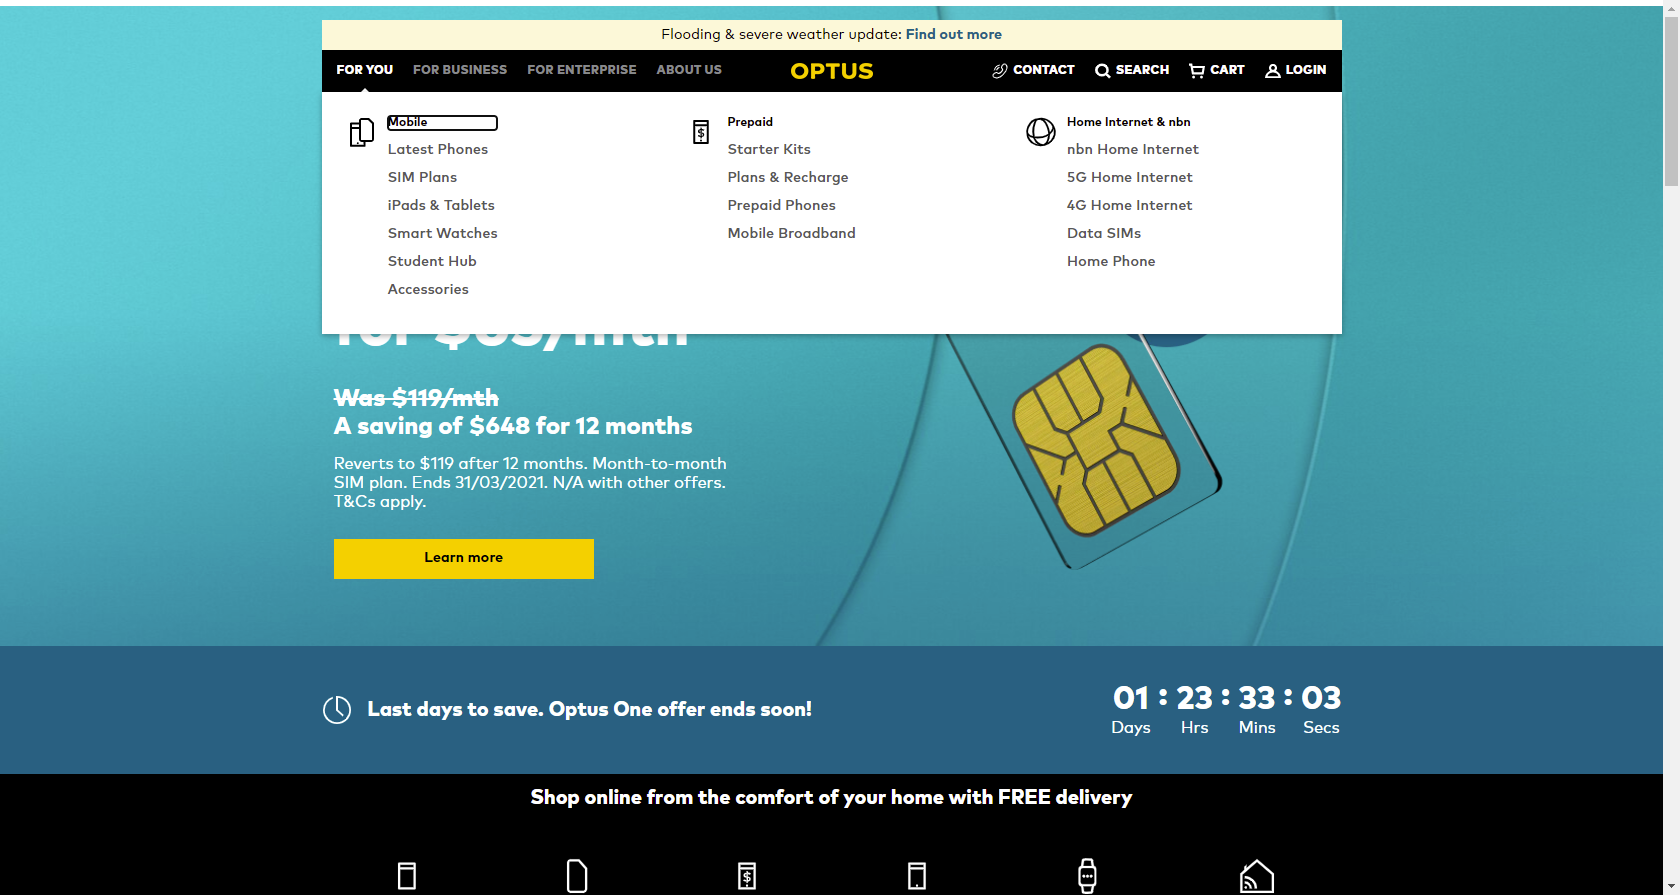 Flooding & severe weather update: Find out more
FOR YOU FOR BUSINESS FOR ENTERPRISE ABOUT US OPTUS CONTACT SEARCH CART LOGIN
Mobile
Latest Phones
SIM Plans
iPads & Tablets
Smart Watches
Student Hub
Accessories
Prepaid
Starter Kits
Plans & Recharge
Prepaid Phones
Mobile Broadband
Home Internet & nbn
nbn Home Internet
5G Home Internet
4G Home Internet
Data SIMs
Home Phone
for $65/mth
Was $119/mth
A saving of $648 for 12 months
Reverts to $119 after 12 months. Month-to-month
SIM plan. Ends 31/03/2021. N/A with other offers.
T&Cs apply.
Learn more
Last days to save. Optus One offer ends soon!
01 : 23 : 33 : 03
Days Hrs Mins Secs
Shop online from the comfort of your home with FREE delivery